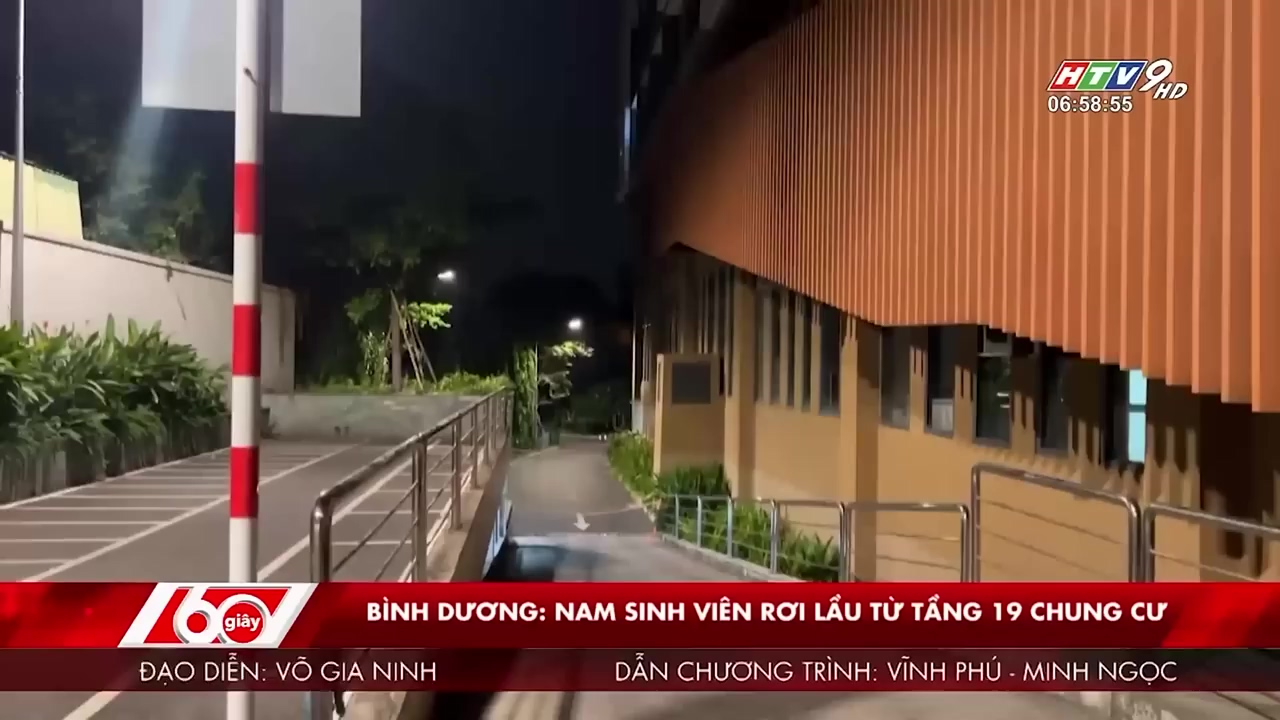 HTV9 HD
06:58:55
60 giây
BÌNH DƯƠNG: NAM SINH VIÊN RƠI LẦU TỪ TẦNG 19 CHUNG CƯ
ĐẠO DIỄN: VÕ GIA NINH
DẪN CHƯƠNG TRÌNH: VĨNH PHÚ - MINH NGỌC